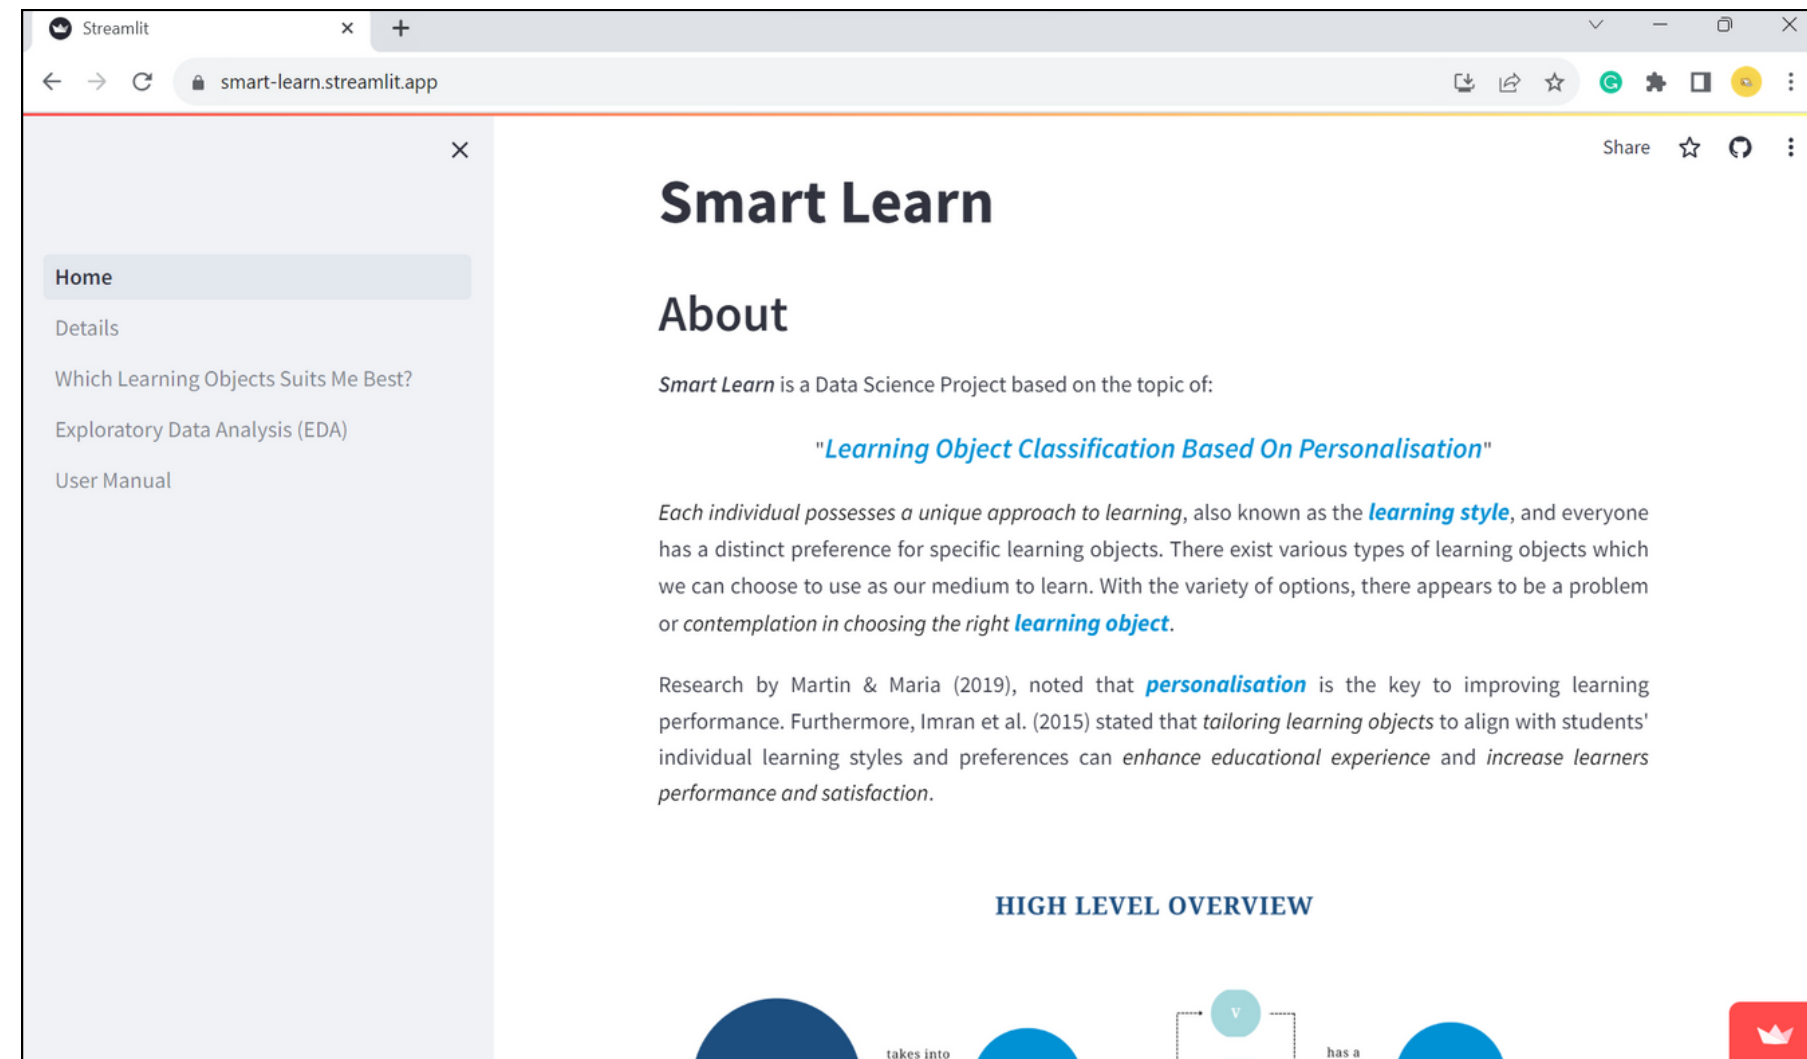 Streamlit
smart-learn.streamlit.app
Share
Home
Details
Which Learning Objects Suits Me Best?
Exploratory Data Analysis (EDA)
User Manual
Smart Learn
About
Smart Learn is a Data Science Project based on the topic of:
"Learning Object Classification Based On Personalisation"
Each individual possesses a unique approach to learning, also known as the learning style, and everyone
has a distinct preference for specific learning objects. There exist various types of learning objects which
we can choose to use as our medium to learn. With the variety of options, there appears to be a problem
or contemplation in choosing the right learning object.
Research by Martin & Maria (2019), noted that personalisation is the key to improving learning
performance. Furthermore, Imran et al. (2015) stated that tailoring learning objects to align with students'
individual learning styles and preferences can enhance educational experience and increase learners
performance and satisfaction.
HIGH LEVEL OVERVIEW
V
takes into
has a